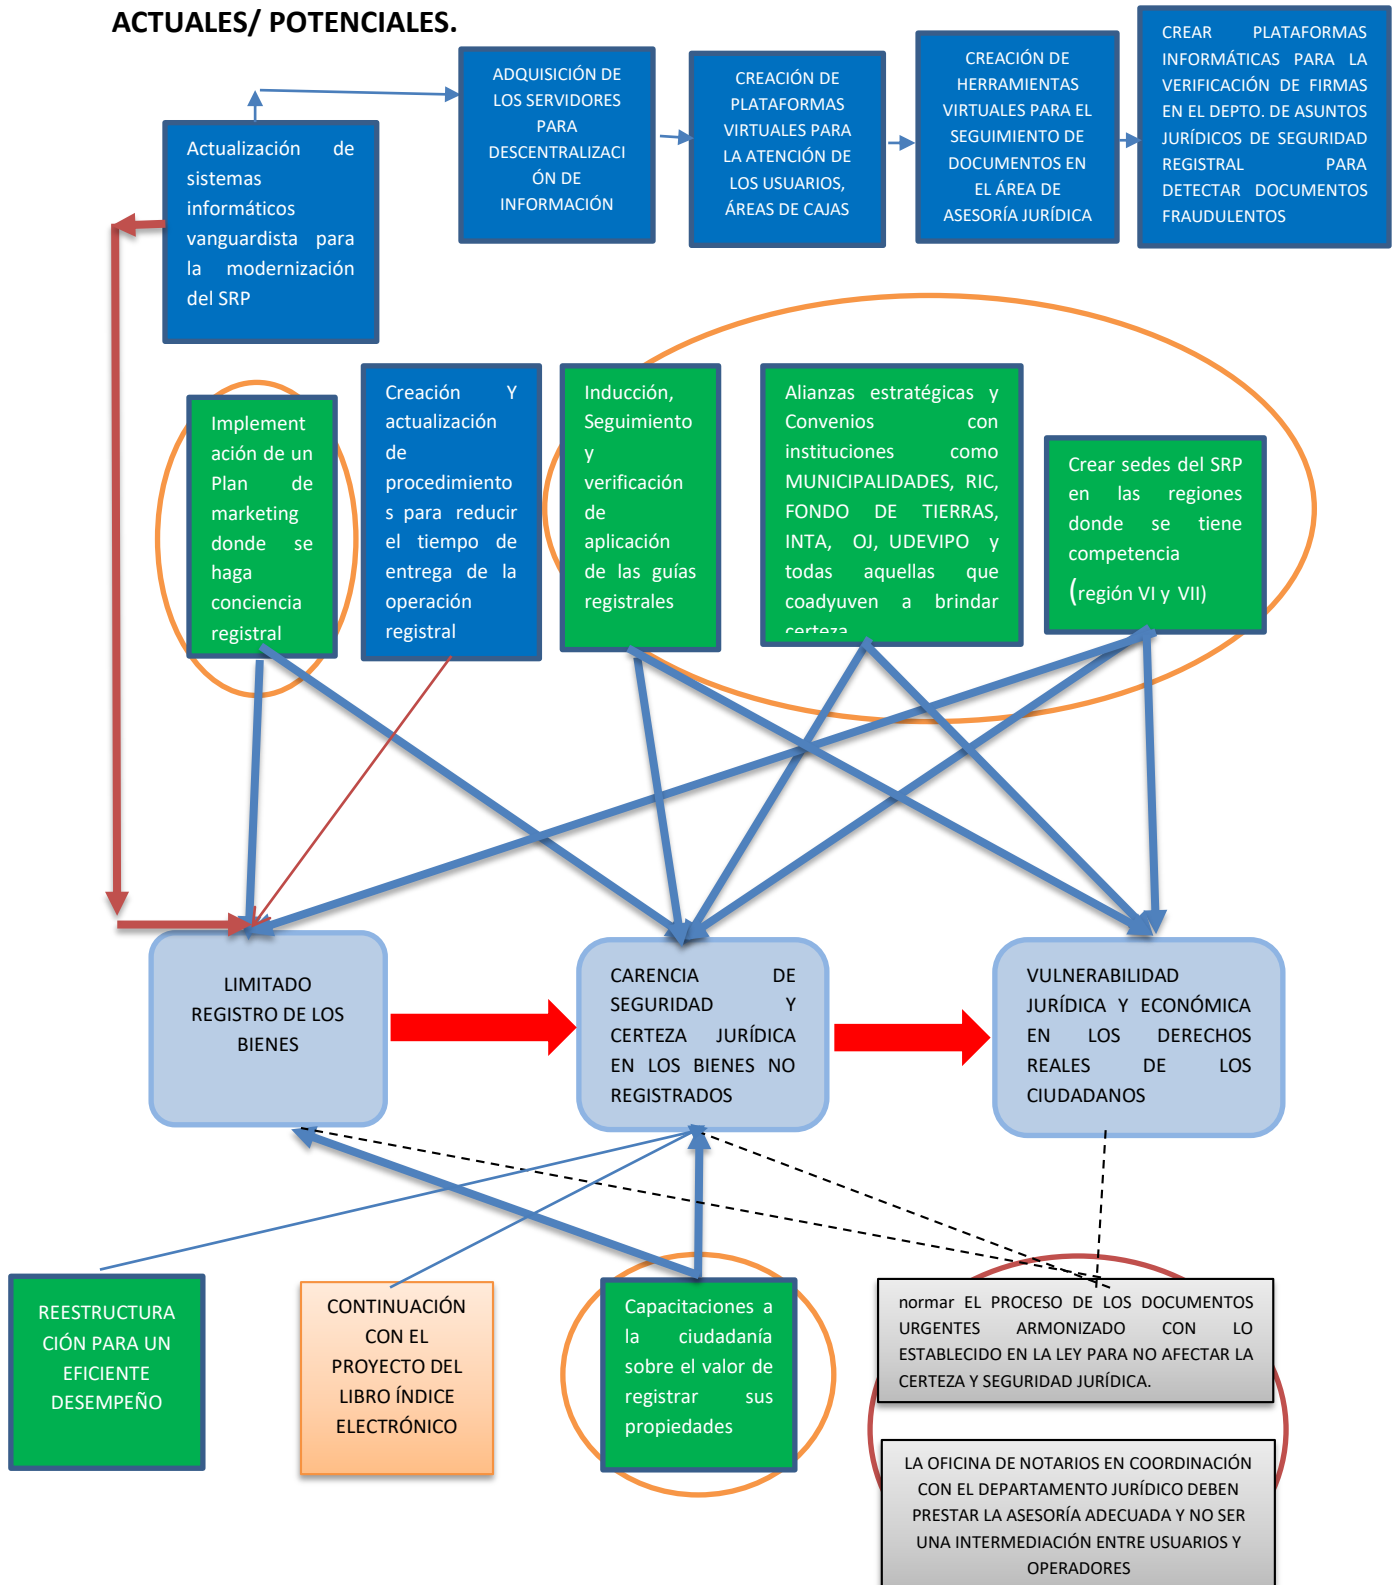 ACTUALES/ POTENCIALES.
ADQUISICIÓN DE
LOS SERVIDORES
PARA
DESCENTRALIZACI
ÓN DE
INFORMACIÓN
CREACIÓN DE
PLATAFORMAS
VIRTUALES PARA
LA ATENCIÓN DE
LOS USUARIOS,
ÁREAS DE CAJAS
CREACIÓN DE
HERRAMIENTAS
VIRTUALES PARA EL
SEGUIMIENTO DE
DOCUMENTOS EN
EL ÁREA DE
ASESORÍA JURÍDICA
CREAR PLATAFORMAS
INFORMÁTICAS PARA LA
VERIFICACIÓN DE FIRMAS
EN EL DEPTO. DE ASUNTOS
JURÍDICOS DE SEGURIDAD
REGISTRAL PARA
DETECTAR DOCUMENTOS
FRAUDULENTOS
Actualización de
sistemas
informáticos
vanguardista para
la modernización
del SRP
Implement
ación de un
Plan de
marketing
donde se
haga
conciencia
registral
Creación Y
actualización
de
procedimiento
s para reducir
el tiempo de
entrega de la
operación
registral
Inducción,
Seguimiento
y
verificación
de
aplicación
de las guías
registrales
Alianzas estratégicas y
Convenios con
instituciones como
MUNICIPALIDADES, RIC,
FONDO DE TIERRAS,
INTA, OJ, UDEVIPO y
todas aquellas que
coadyuven a brindar
certeza
Crear sedes del SRP
en las regiones
donde se tiene
competencia
(región VI y VII)
LIMITADO
REGISTRO DE LOS
BIENES
CARENCIA DE
SEGURIDAD Y
CERTEZA JURÍDICA
EN LOS BIENES NO
REGISTRADOS
VULNERABILIDAD
JURÍDICA Y ECONÓMICA
EN LOS DERECHOS
REALES DE LOS
CIUDADANOS
REESTRUCTURA
CIÓN PARA UN
EFICIENTE
DESEMPEÑO
CONTINUACIÓN
CON EL
PROYECTO DEL
LIBRO ÍNDICE
ELECTRÓNICO
Capacitaciones a
la ciudadanía
sobre el valor de
registrar sus
propiedades
normar EL PROCESO DE LOS DOCUMENTOS
URGENTES ARMONIZADO CON LO
ESTABLECIDO EN LA LEY PARA NO AFECTAR LA
CERTEZA Y SEGURIDAD JURÍDICA.
LA OFICINA DE NOTARIOS EN COORDINACIÓN
CON EL DEPARTAMENTO JURÍDICO DEBEN
PRESTAR LA ASESORÍA ADECUADA Y NO SER
UNA INTERMEDIACIÓN ENTRE USUARIOS Y
OPERADORES